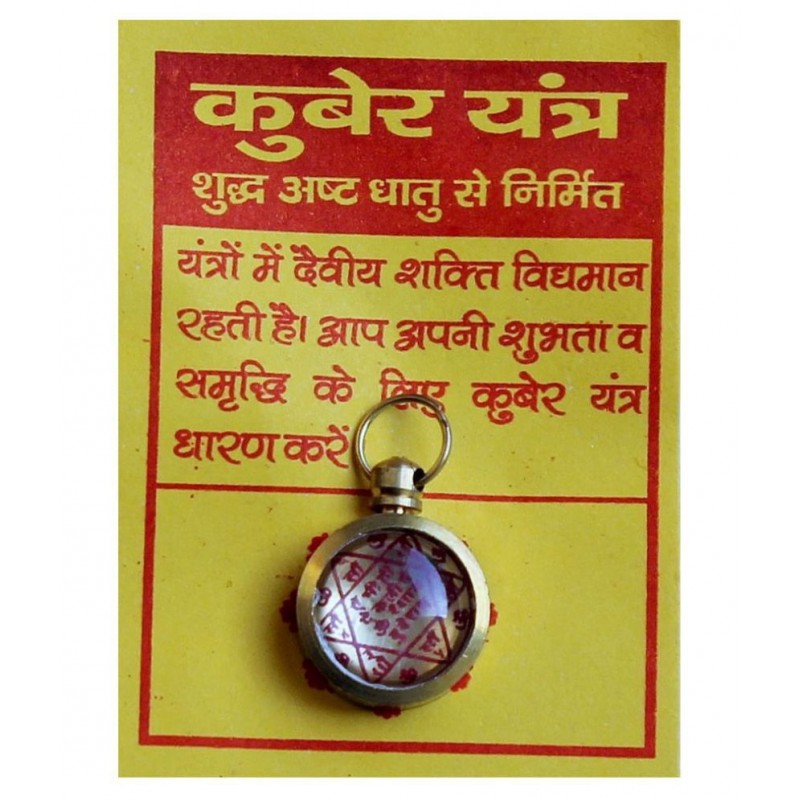 कुबेर यंत्र
शुद्ध अष्ट धातु से निर्मित
यंत्रों में दैवीय शक्ति विद्यमान
रहती है। आप अपनी शुभता व
समृद्धि के लिए कुबेर यंत्र
धारण करें